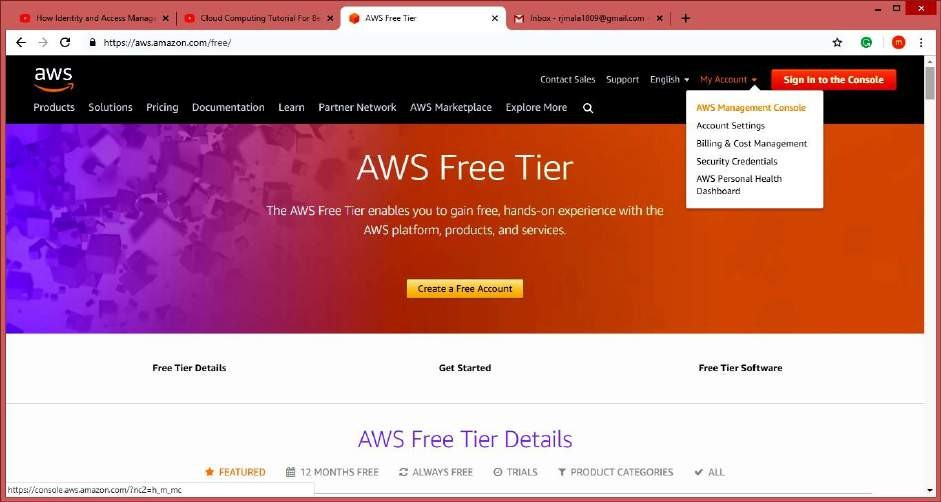 How Identity and Access Manag
Cloud Computing Tutorial For Be
AWS Free Tier
Inbox - rjmala1809@gmail.com -
https://aws.amazon.com/free/
m
aws
Contact Sales
Support
English
My Account
Sign In to the Console
Products
Solutions
Pricing
Documentation
Learn
Partner Network
AWS Marketplace
Explore More
AWS Management Console
Account Settings
Billing & Cost Management
Security Credentials
AWS Personal Health
Dashboard
AWS Free Tier
The AWS Free Tier enables you to gain free, hands-on experience with the
AWS platform, products, and services.
Create a Free Account
Free Tier Details
Get Started
Free Tier Software
AWS Free Tier Details
FEATURED
12 MONTHS FREE
ALWAYS FREE
TRIALS
PRODUCT CATEGORIES
ALL
https://console.aws.amazon.com/?nc2=h_m_mc